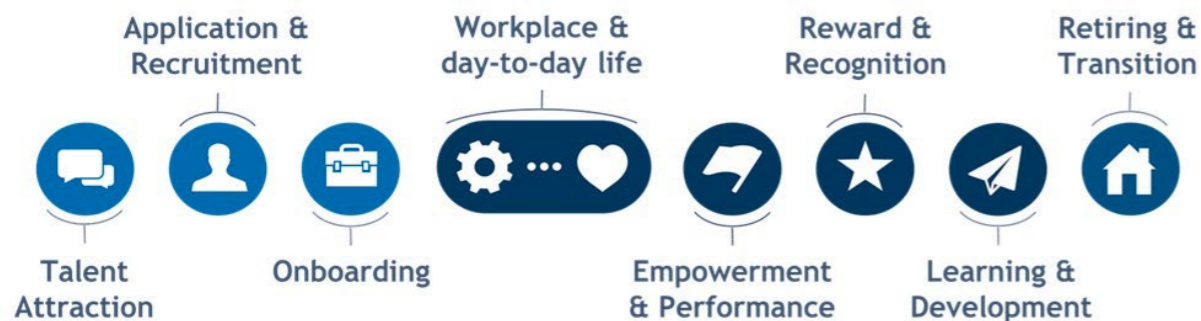 Application &
Recruitment
Workplace &
day-to-day life
Reward &
Recognition
Retiring &
Transition
Talent
Attraction
Onboarding
Empowerment
& Performance
Learning &
Development